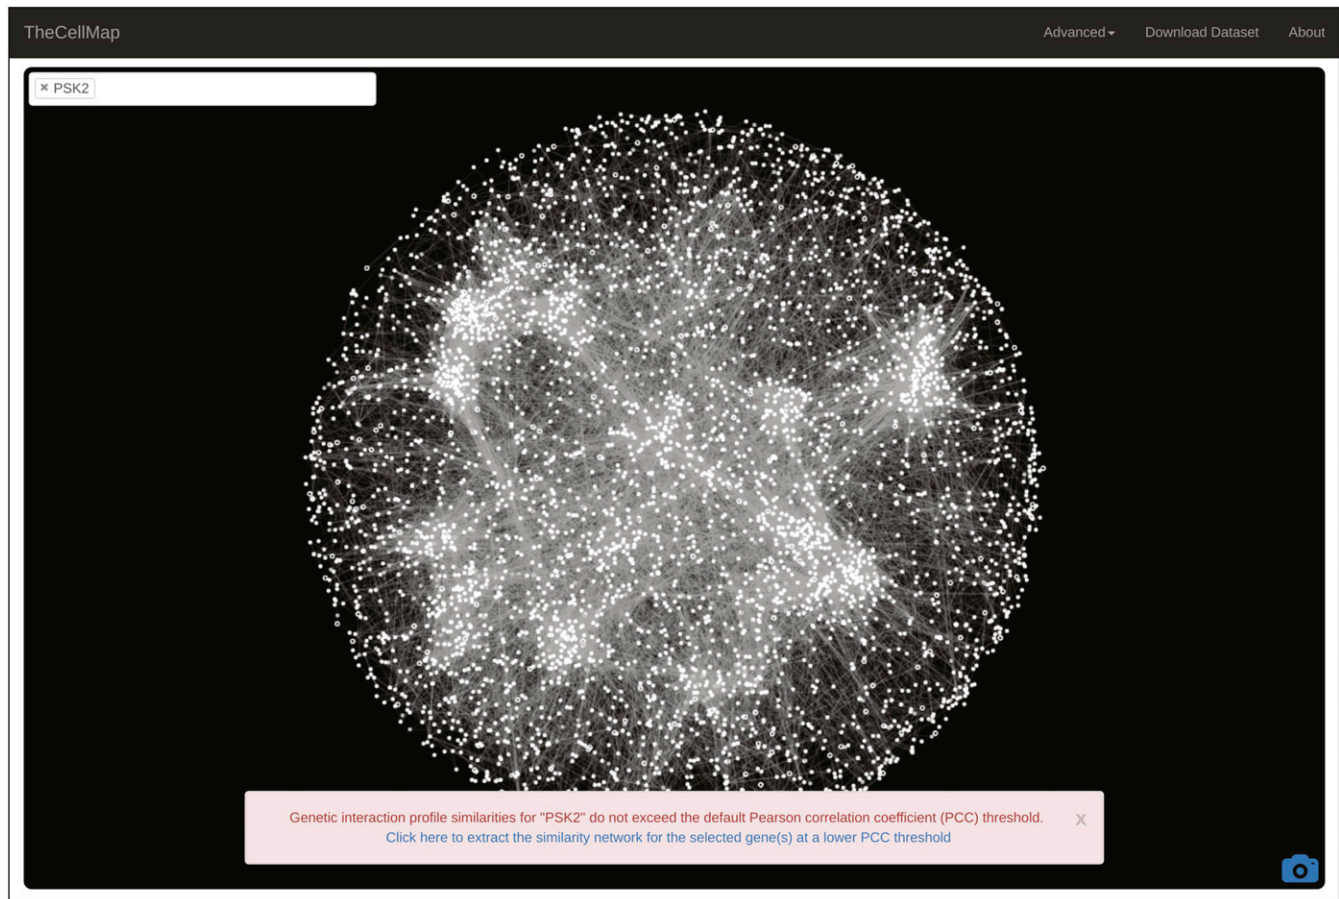 TheCellMap
Advanced Download Dataset About
✖ PSK2
Genetic interaction profile similarities for "PSK2" do not exceed the default Pearson correlation coefficient (PCC) threshold.
x
Click here to extract the similarity network for the selected gene(s) at a lower PCC threshold